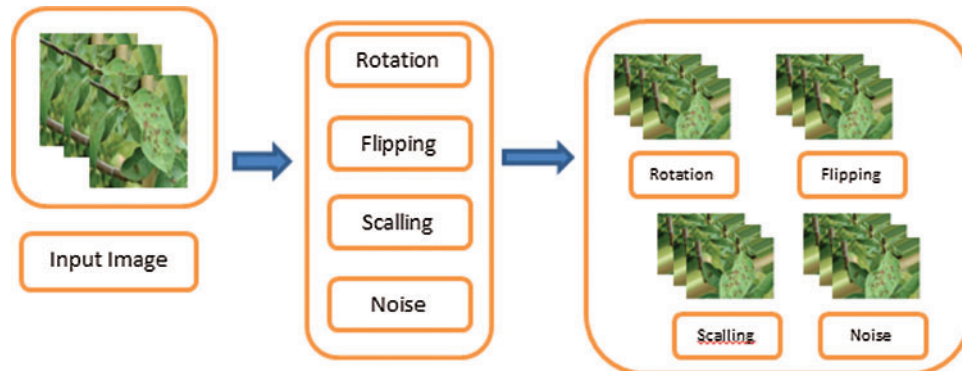 Input Image
Rotation
Flipping
Scalling
Noise
Rotation
Flipping
Scalling
Noise